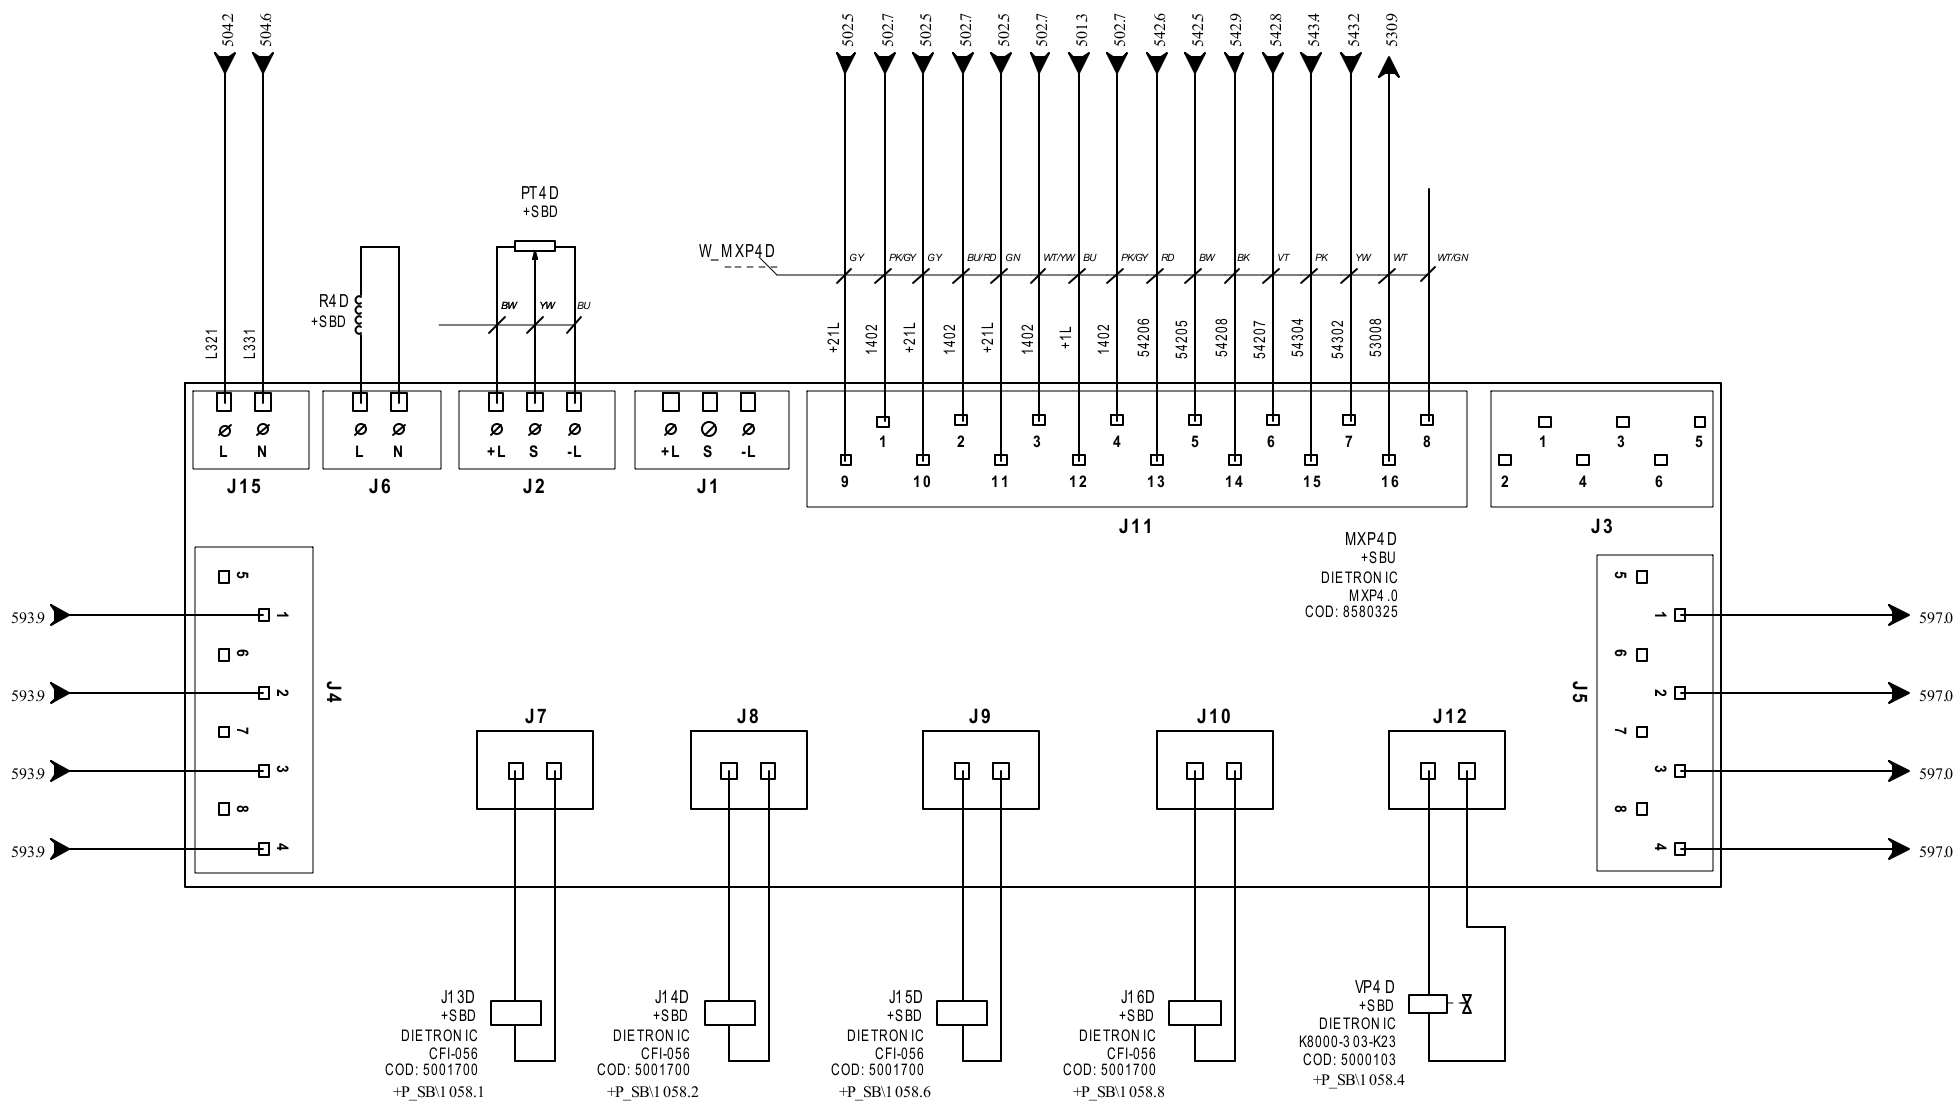 504.2
504.6
502.5
502.7
502.5
502.7
502.5
502.7
501.3
502.7
542.6
542.5
542.9
542.8
543.4
543.2
530.9
PT4D
+SBD
W_MXP4D
GY
PK/GY
GY
BU/RD
GN
WT/YW
BU
PK/GY
RD
BW
BK
VT
PK
YW
WT
WT/GN
R4D
+SBD
BW
YW
BU
L321
L331
+21L
1402
+21L
1402
+21L
1402
+1L
1402
54206
54205
54208
54207
54304
54302
53008
L N
J15
L N
J6
+L S -L
J2
+L S -L
J1
1 2 3 4 5 6 7 8
9 10 11 12 13 14 15 16
J11
1 3 5
2 4 6
J3
MXP4D
+SBU
DIETRONIC
MXP4.0
COD: 8580325
593.9
593.9
593.9
593.9
5
1
6
2
7
3
8
4
J4
5
1
6
2
7
3
8
4
J5
597.0
597.0
597.0
597.0
J7
J8
J9
J10
J12
J13D
+SBD
DIETRONIC
CFI-056
COD: 5001700
+P_SB\1058.1
J14D
+SBD
DIETRONIC
CFI-056
COD: 5001700
+P_SB\1058.2
J15D
+SBD
DIETRONIC
CFI-056
COD: 5001700
+P_SB\1058.6
J16D
+SBD
DIETRONIC
CFI-056
COD: 5001700
+P_SB\1058.8
VP4D
+SBD
DIETRONIC
K8000-303-K23
COD: 5000103
+P_SB\1058.4